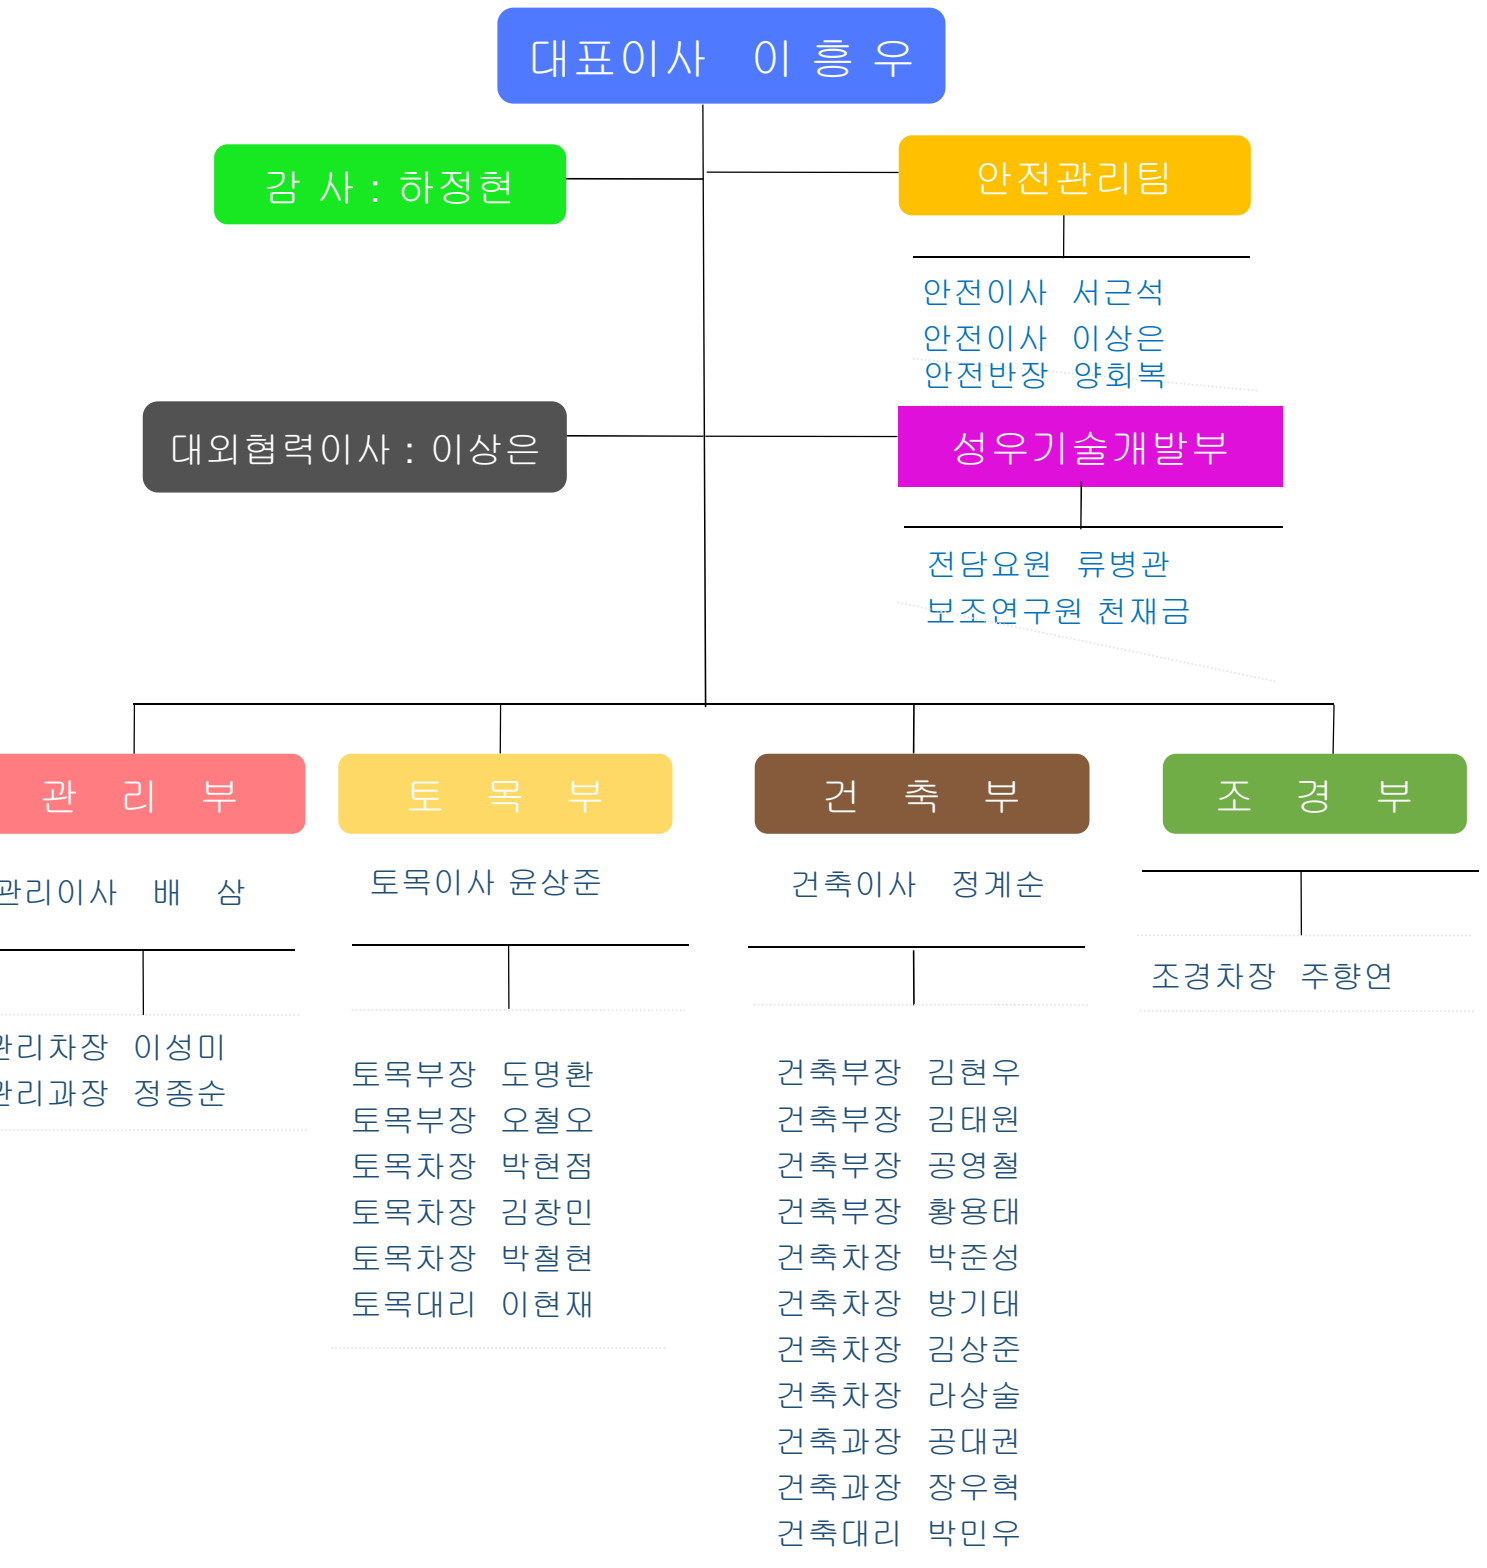 대표이사 이 흥 우
감 사 : 하정현
안전관리팀
안전이사 서근석
안전이사 이상은
안전반장 양회복
대외협력이사 : 이상은
성우기술개발부
전담요원 류병관
보조연구원 천재금
관 리 부
관리이사 배 삼
관리차장 이성미
관리과장 정종순
토 목 부
토목이사 윤상준
토목부장 도명환
토목부장 오철오
토목차장 박현점
토목차장 김창민
토목차장 박철현
토목대리 이현재
건 축 부
건축이사 정계순
건축부장 김현우
건축부장 김태원
건축부장 공영철
건축부장 황용태
건축차장 박준성
건축차장 방기태
건축차장 김상준
건축차장 라상술
건축과장 공대권
건축과장 장우혁
건축대리 박민우
조 경 부
조경차장 주향연